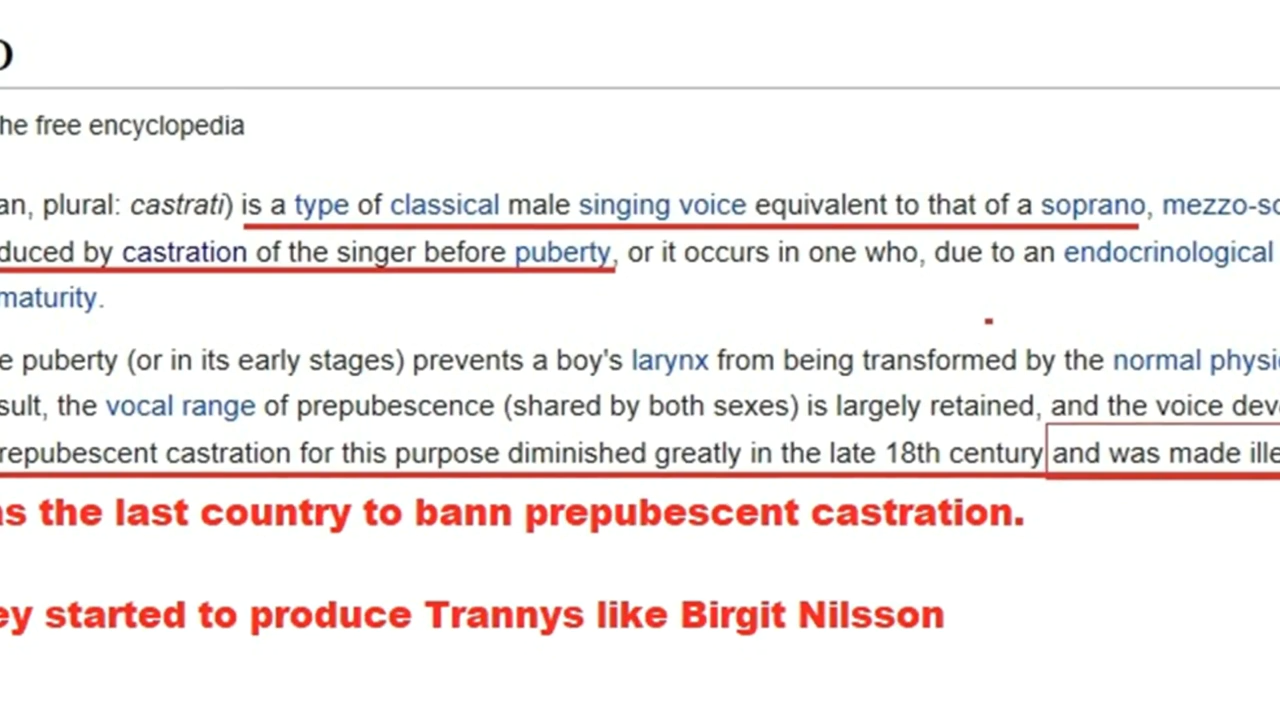 o
he free encyclopedia
an, plural: castrati) is a type of classical male singing voice equivalent to that of a soprano, mezzo-so
duced by castration of the singer before puberty, or it occurs in one who, due to an endocrinological
maturity.
e puberty (or in its early stages) prevents a boy's larynx from being transformed by the normal physi
sult, the vocal range of prepubescence (shared by both sexes) is largely retained, and the voice deve
repubescent castration for this purpose diminished greatly in the late 18th century and was made ille
as the last country to bann prepubescent castration.
ey started to produce Trannys like Birgit Nilsson